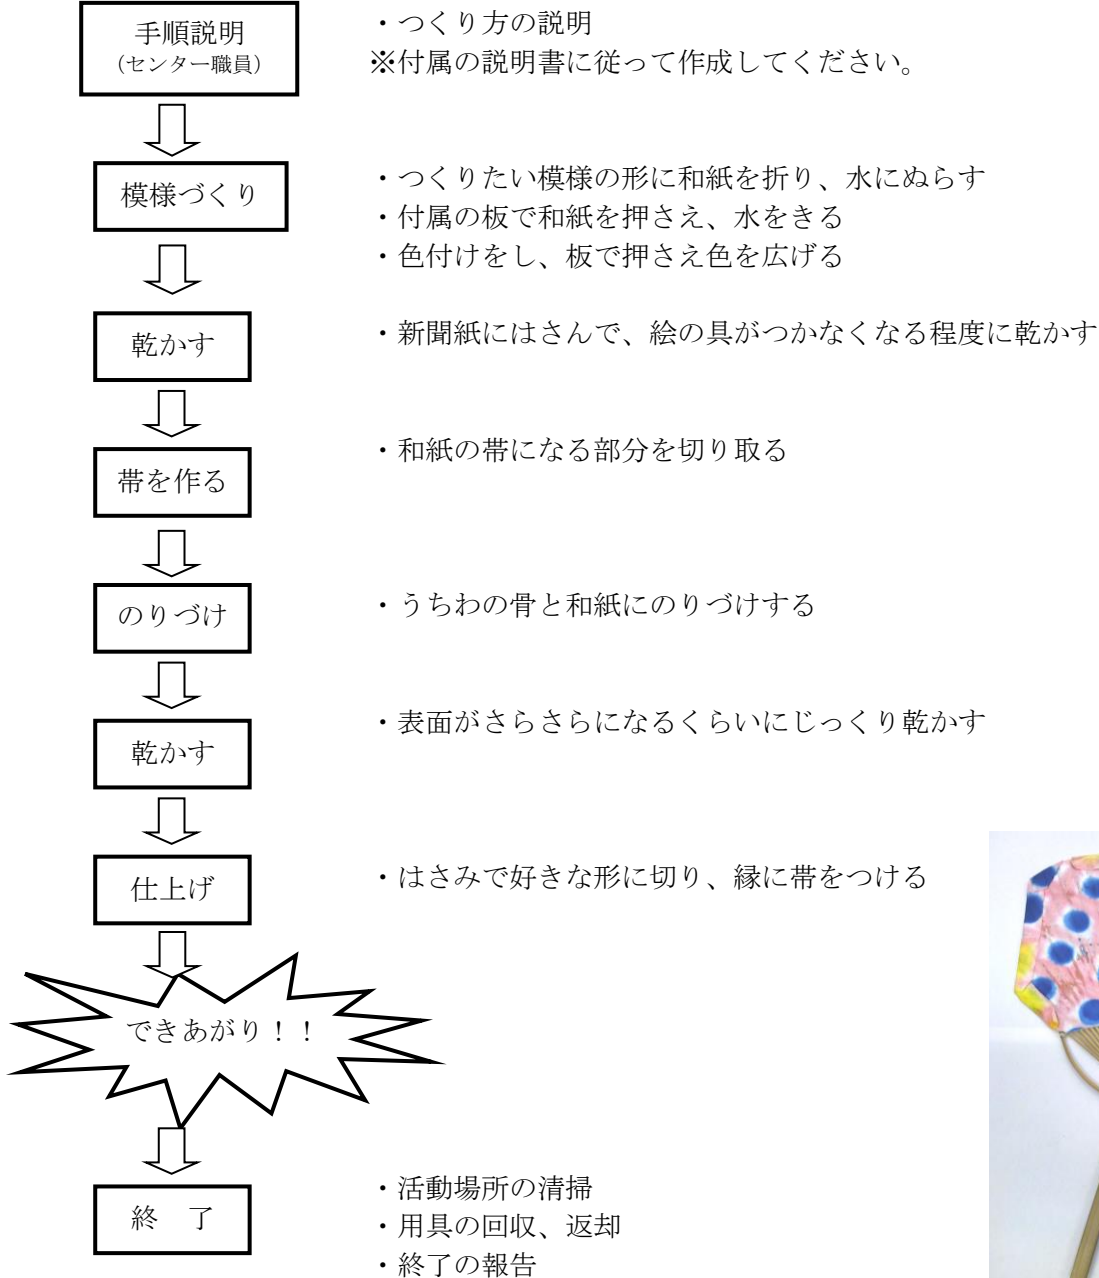 手順説明
（センター職員）
・つくり方の説明
※付属の説明書に従って作成してください。
模様づくり
・つくりたい模様の形に和紙を折り、水にぬらす
・付属の板で和紙を押さえ、水をきる
・色付けをし、板で押さえ色を広げる
乾かす
・新聞紙にはさんで、絵の具がつかなくなる程度に乾かす
帯を作る
・和紙の帯になる部分を切り取る
のりづけ
・うちわの骨と和紙にのりづけする
乾かす
・表面がさらさらになるくらいにじっくり乾かす
仕上げ
・はさみで好きな形に切り、縁に帯をつける
できあがり！！
終　了
・活動場所の清掃
・用具の回収、返却
・終了の報告